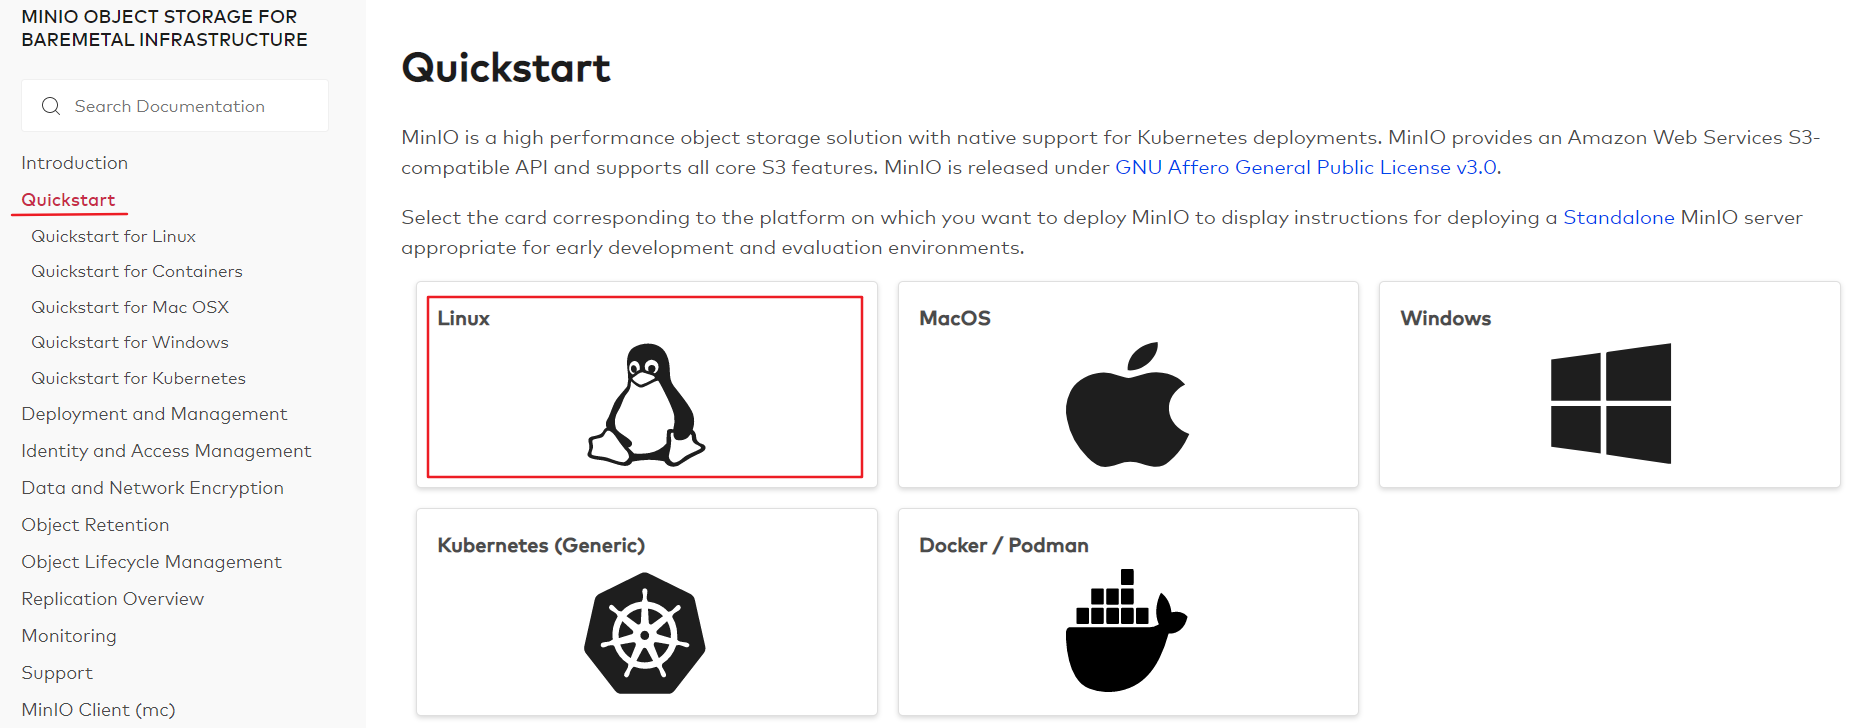 MINIO OBJECT STORAGE FOR
BAREMETAL INFRASTRUCTURE
Search Documentation
Introduction
Quickstart
Quickstart for Linux
Quickstart for Containers
Quickstart for Mac OSX
Quickstart for Windows
Quickstart for Kubernetes
Deployment and Management
Identity and Access Management
Data and Network Encryption
Object Retention
Object Lifecycle Management
Replication Overview
Monitoring
Support
MinIO Client (mc)
Quickstart
MinIO is a high performance object storage solution with native support for Kubernetes deployments. MinIO provides an Amazon Web Services S3-
compatible API and supports all core S3 features. MinIO is released under GNU Affero General Public License v3.0.
Select the card corresponding to the platform on which you want to deploy MinIO to display instructions for deploying a Standalone MinIO server
appropriate for early development and evaluation environments.
Linux
MacOS
Windows
Kubernetes (Generic)
Docker / Podman